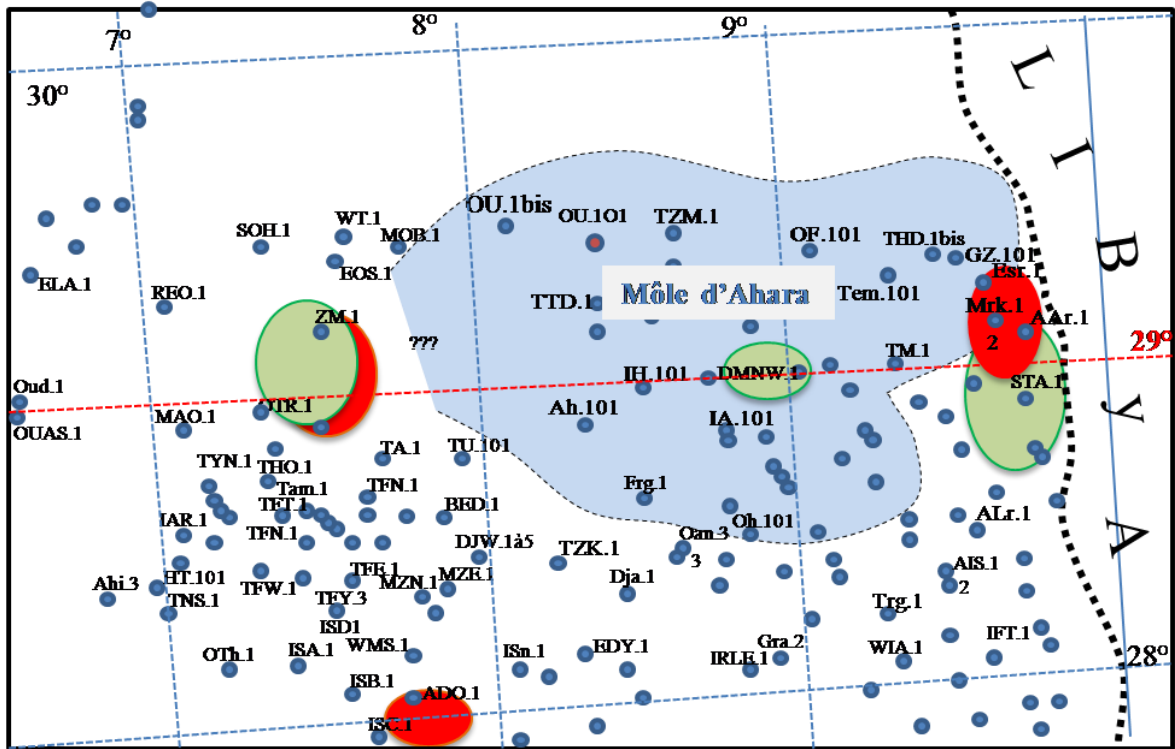 7°
8°
9°
30°
L
I
B
y
A
OU.1bis
OU.1O1
TZM.1
WT.1
SOH.1
MOB.1
OF.101
THD.1bis
EOS.1
GZ.101
Esr.1
ELA.1
REO.1
TTD.1
Môle d'Ahara
Tem.101
Mrk.1
2
AAr.1
ZM.1
???
29°
TM.1
IH.101
DMNW.1
STA.1
Oud.1
OTR.1
MAO.1
OUAS.1
Ah.101
IA.101
TYN.1
THO.1
TA.1
TU.101
Tam.1
TFN.1
Frg.1
TFT.1
BED.1
IAR.1
TFN.1
Oh.101
ALr.1
Oan.3
3
DJW.1à5
TZK.1
HT.101
Ahi.3
TNS.1
TFW.1
TFE.1
MZN.1
MZE.1
Dja.1
AIS.1
2
TFY.3
ISD1
Trg.1
OTh.1
ISA.1
WMS.1
ISn.1
EDY.1
IRLE.1
Gra.2
WIA.1
IFT.1
28°
ISB.1
ADO.1
ISC.1